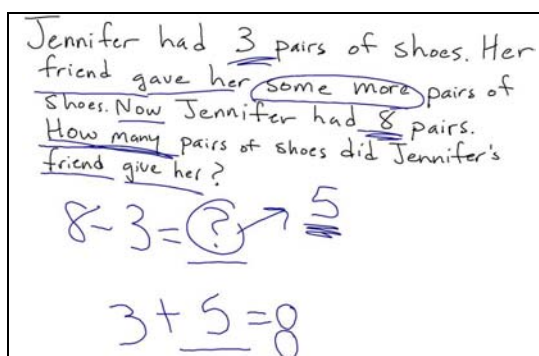 Jennifer had 3 pairs of shoes. Her
friend gave her some more pairs of
shoes. Now Jennifer had 8 pairs.
How many pairs of shoes did Jennifer's
friend give her?
8 - 3 = ? 5
3 + 5 = 8